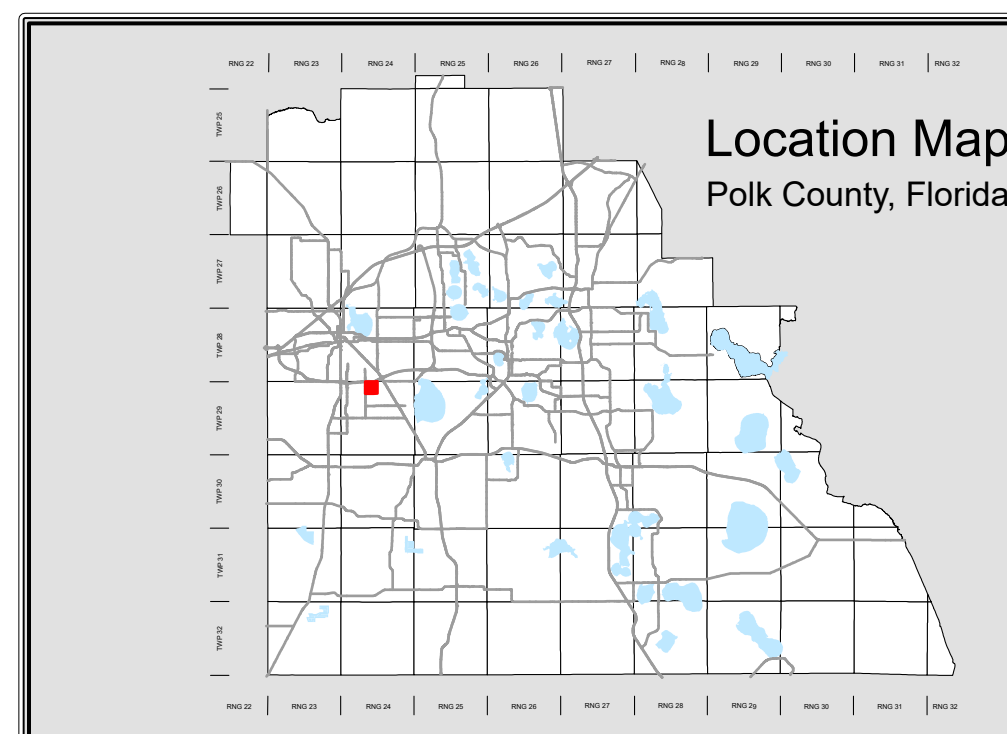 RNG 22 RNG 23 RNG 24 RNG 25 RNG 26 RNG 27 RNG 28 RNG 29 RNG 30 RNG 31 RNG 32
Location Map
Polk County, Florida
TWP 25
TWP 26
TWP 27
TWP 28
TWP 29
TWP 30
TWP 31
TWP 32
RNG 22 RNG 23 RNG 24 RNG 25 RNG 26 RNG 27 RNG 28 RNG 29 RNG 30 RNG 31 RNG 32